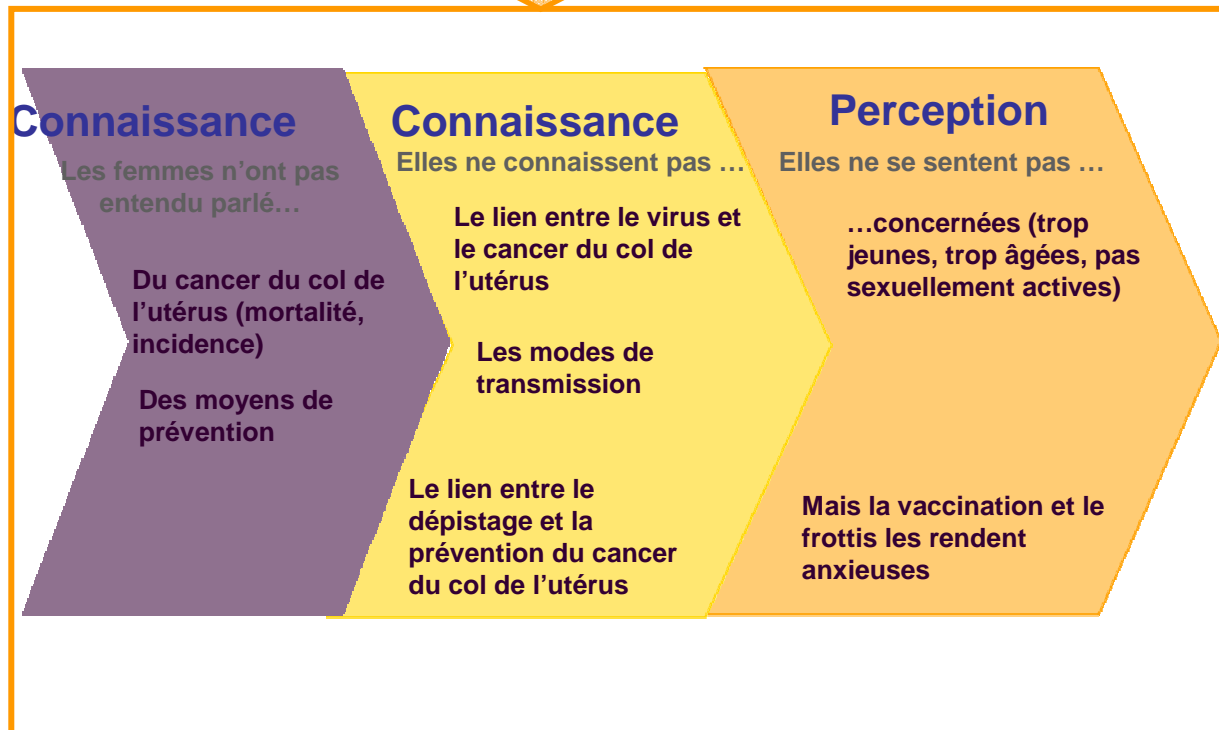 Connaissance
Les femmes n'ont pas
entendu parlé…
Du cancer du col de
l'utérus (mortalité,
incidence)
Des moyens de
prévention
Connaissance
Elles ne connaissent pas …
Le lien entre le virus et
le cancer du col de
l'utérus
Les modes de
transmission
Le lien entre le
dépistage et la
prévention du cancer
du col de l'utérus
Perception
Elles ne se sentent pas …
…concernées (trop
jeunes, trop âgées, pas
sexuellement actives)
Mais la vaccination et le
frottis les rendent
anxieuses